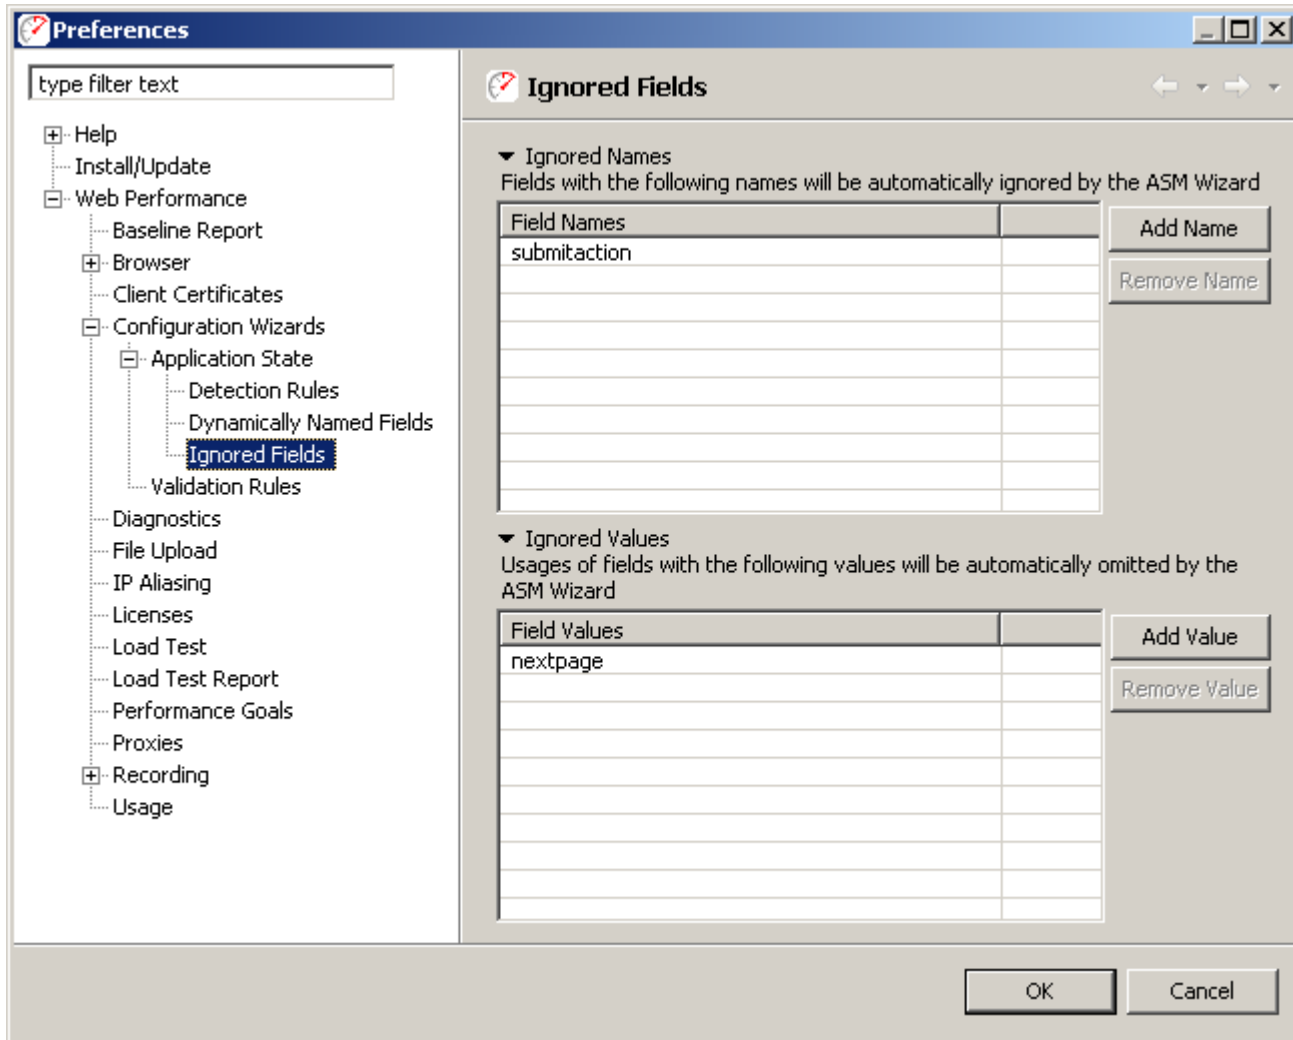 Preferences
type filter text
Help
Install/Update
Web Performance
Baseline Report
Browser
Client Certificates
Configuration Wizards
Application State
Detection Rules
Dynamically Named Fields
Ignored Fields
Validation Rules
Diagnostics
File Upload
IP Aliasing
Licenses
Load Test
Load Test Report
Performance Goals
Proxies
Recording
Usage
Ignored Fields
Ignored Names
Fields with the following names will be automatically ignored by the ASM Wizard
Field Names
submitaction
Add Name
Remove Name
Ignored Values
Usages of fields with the following values will be automatically omitted by the
ASM Wizard
Field Values
nextpage
Add Value
Remove Value
OK
Cancel